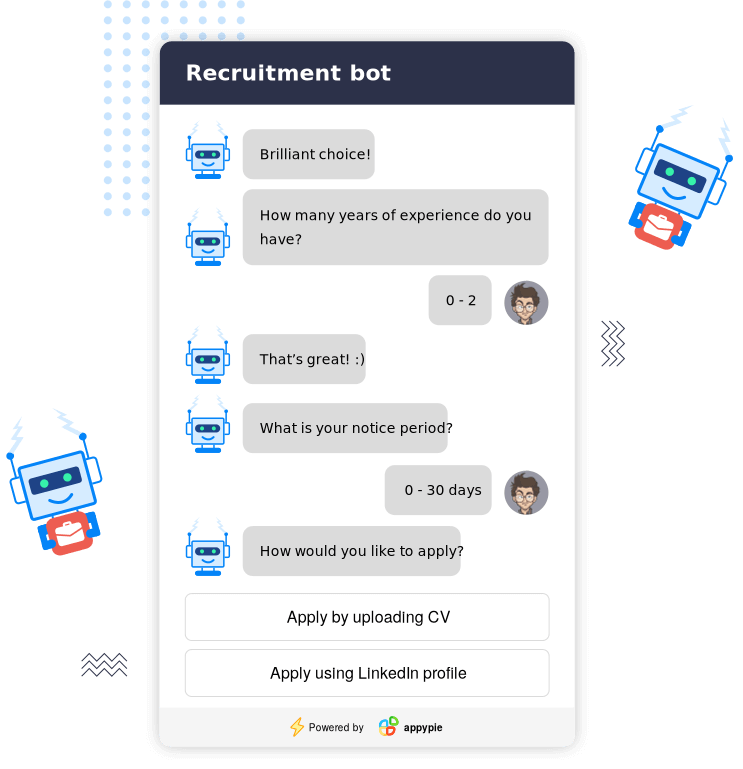 Recruitment bot
Brilliant choice!
How many years of experience do you
have?
0 - 2
That's great! :)
What is your notice period?
0 - 30 days
How would you like to apply?
Apply by uploading CV
Apply using LinkedIn profile
Powered by appypie